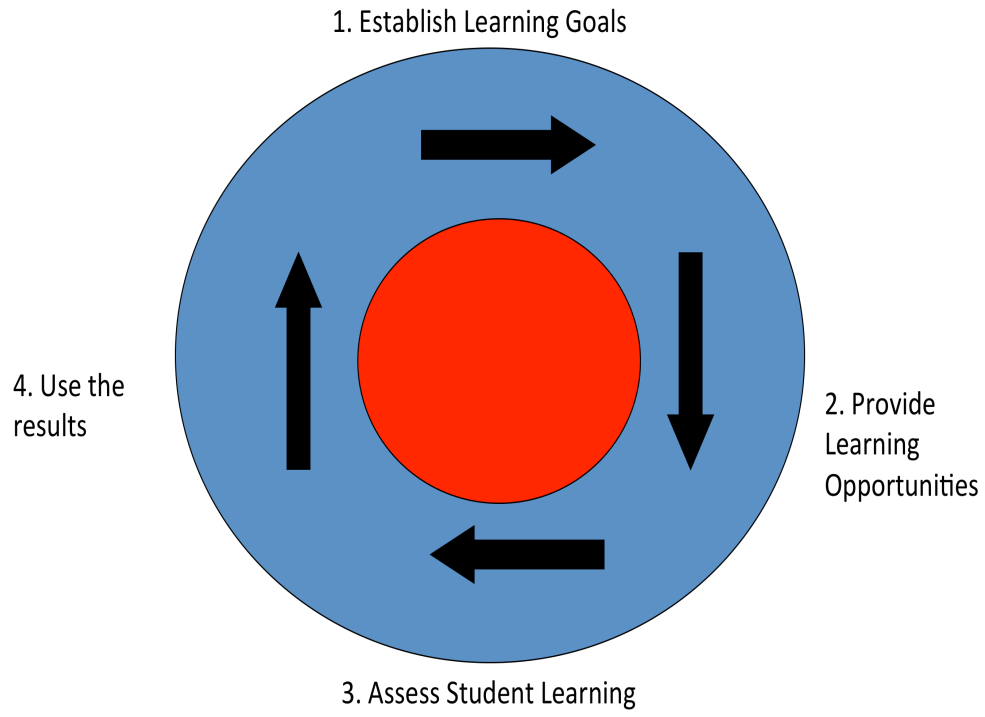 1. Establish Learning Goals
2. Provide
Learning
Opportunities
3. Assess Student Learning
4. Use the
results